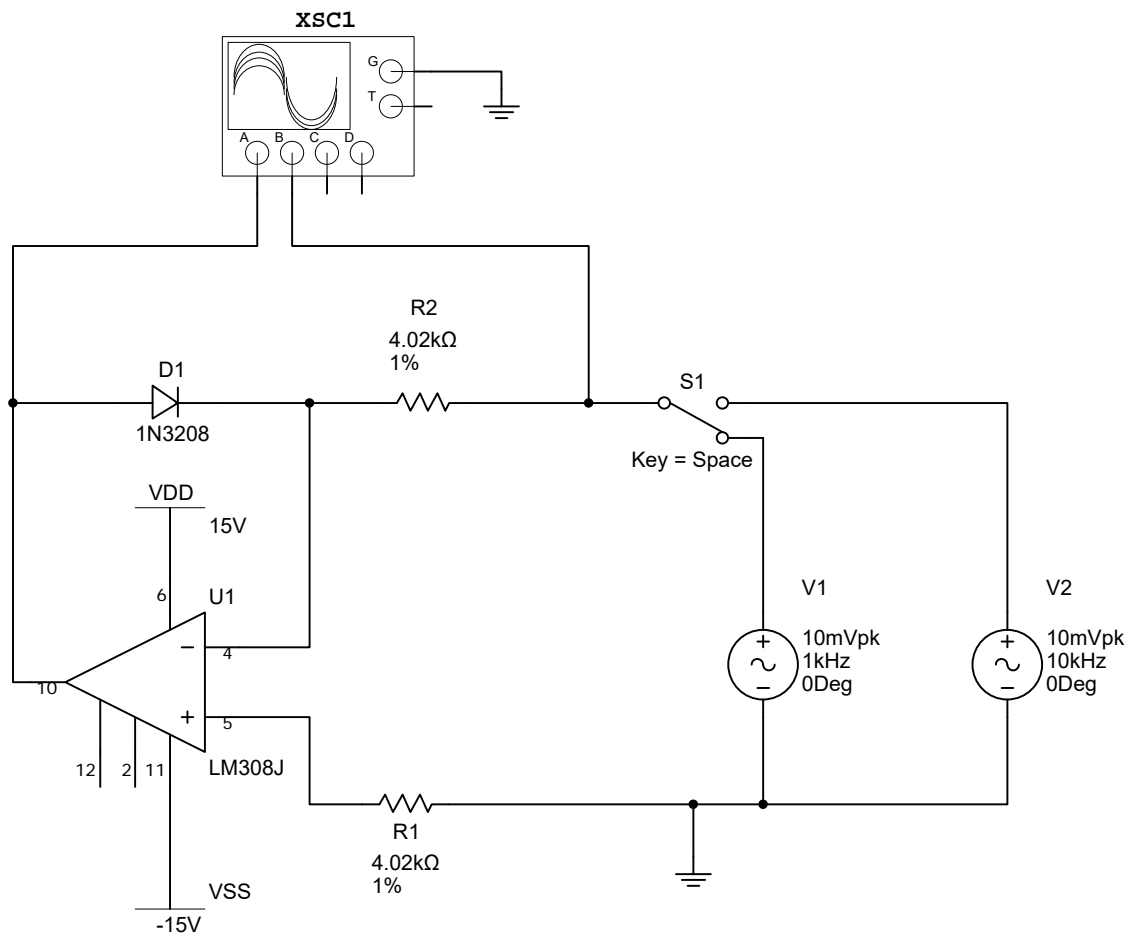 XSC1
G
T
A B C D
R2
4.02kΩ
1%
D1
1N3208
S1
Key = Space
VDD
15V
6
U1
4
10
5
12
2
11
LM308J
V1
10mVpk
1kHz
0Deg
V2
10mVpk
10kHz
0Deg
R1
4.02kΩ
1%
VSS
-15V